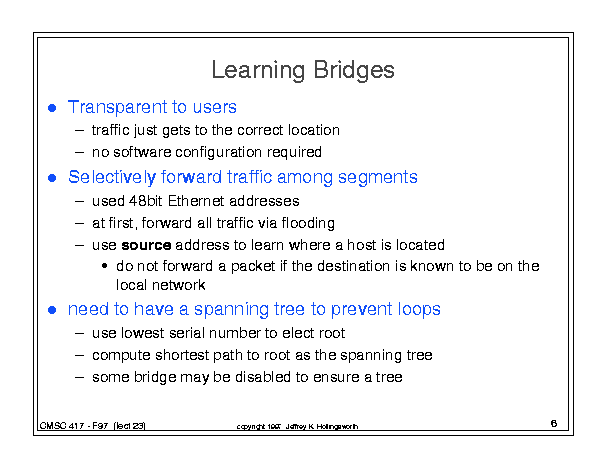 Learning Bridges
● Transparent to users
– traffic just gets to the correct location
– no software configuration required
● Selectively forward traffic among segments
– used 48bit Ethernet addresses
– at first, forward all traffic via flooding
– use source address to learn where a host is located
• do not forward a packet if the destination is known to be on the
local network
● need to have a spanning tree to prevent loops
– use lowest serial number to elect root
– compute shortest path to root as the spanning tree
– some bridge may be disabled to ensure a tree
CMSC 417 - F97 (lect 23)
copyright 1997 Jeffrey K. Hollingsworth
6